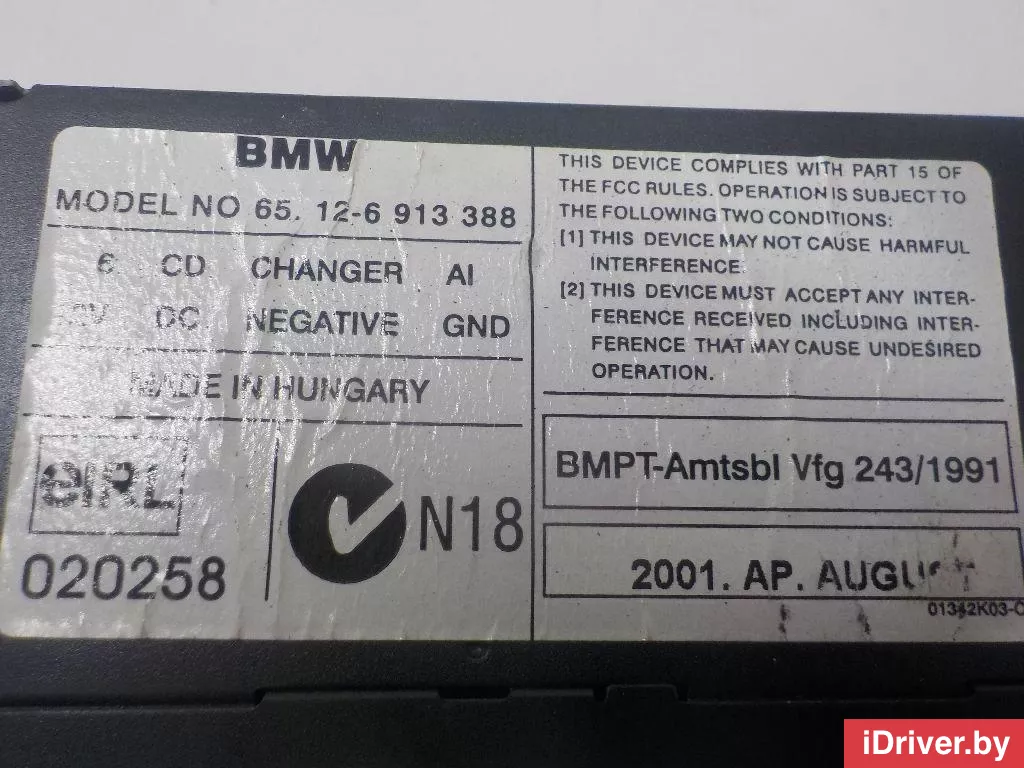 BMW
MODEL NO 65. 12-6 913 388
6 CD CHANGER AI
DC NEGATIVE GND
MADE IN HUNGARY
eIRL
020258
N18
THIS DEVICE COMPLIES WITH PART 15 OF
THE FCC RULES. OPERATION IS SUBJECT TO
THE FOLLOWING TWO CONDITIONS:
[1] THIS DEVICE MAY NOT CAUSE HARMFUL
INTERFERENCE.
[2] THIS DEVICE MUST ACCEPT ANY INTER-
FERENCE RECEIVED INCLUDING INTER-
FERENCE THAT MAY CAUSE UNDESIRED
OPERATION.
BMPT-Amtsbl Vfg 243/1991
2001. AP. AUGUST
iDriver.by